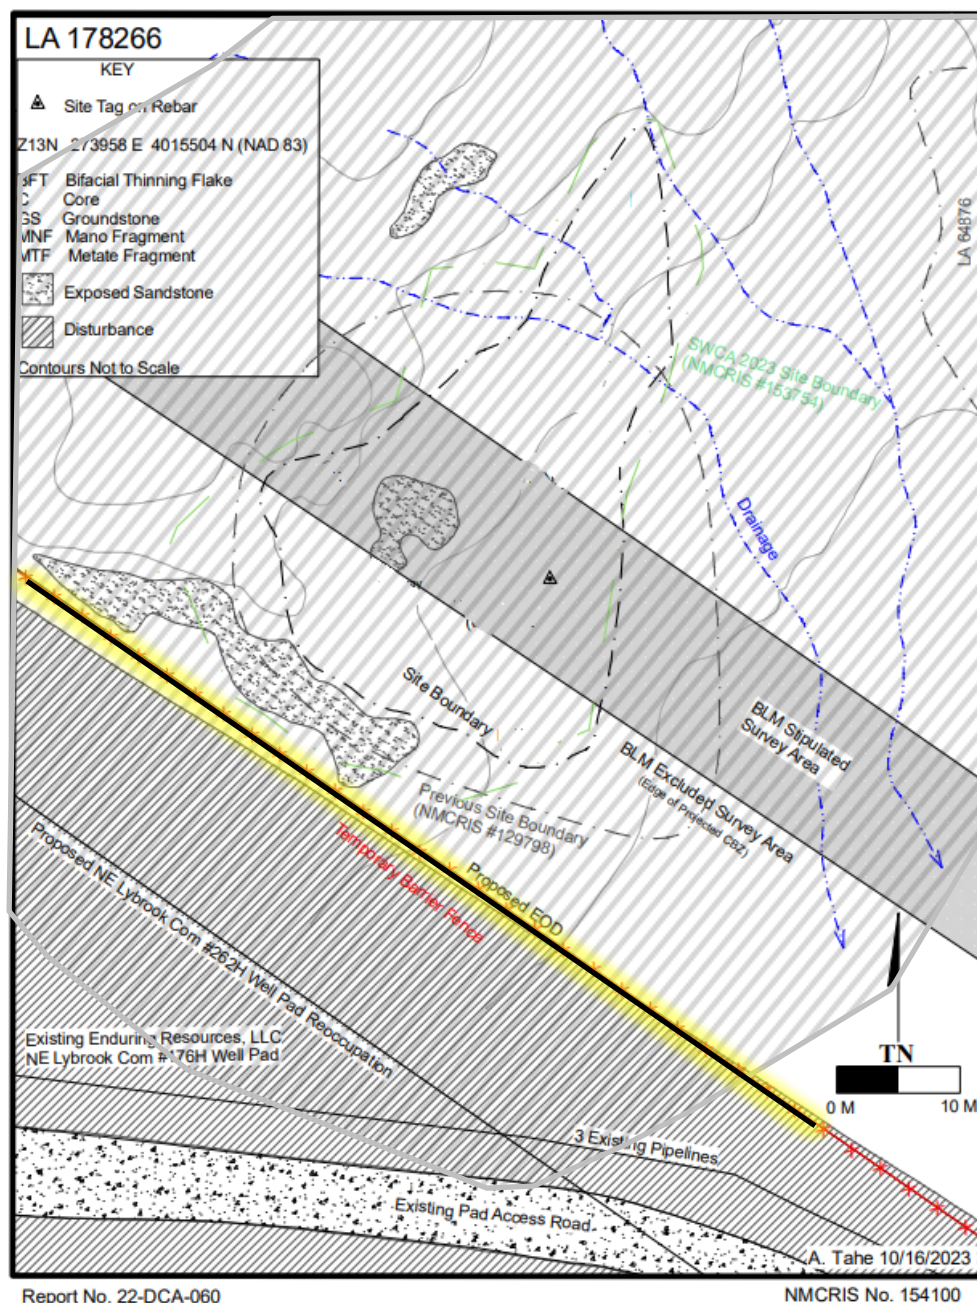 LA 178266
KEY
Site Tag on Rebar
Z13N 273958 E 4015504 N (NAD 83)
BFT Bifacial Thinning Flake
C Core
GS Groundstone
MNF Mano Fragment
MTF Metate Fragment
Exposed Sandstone
Disturbance
Contours Not to Scale
LA 64876
SWCA 2023 Site Boundary
(NMCRIS #153754)
Drainage
Site Boundary
BLM Stipulated
Survey Area
BLM Excluded Survey Area
(Edge of Projected CBZ)
Previous Site Boundary
(NMCRIS #129798)
Proposed EOD
Temporary Barrier Fence
Proposed NE Lybrook Com #262H Well Pad Reoccupation
Existing Enduring Resources, LLC
NE Lybrook Com #176H Well Pad
TN
0 M 10 M
3 Existing Pipelines
Existing Pad Access Road
A. Tahe 10/16/2023
Report No. 22-DCA-060
NMCRIS No. 154100